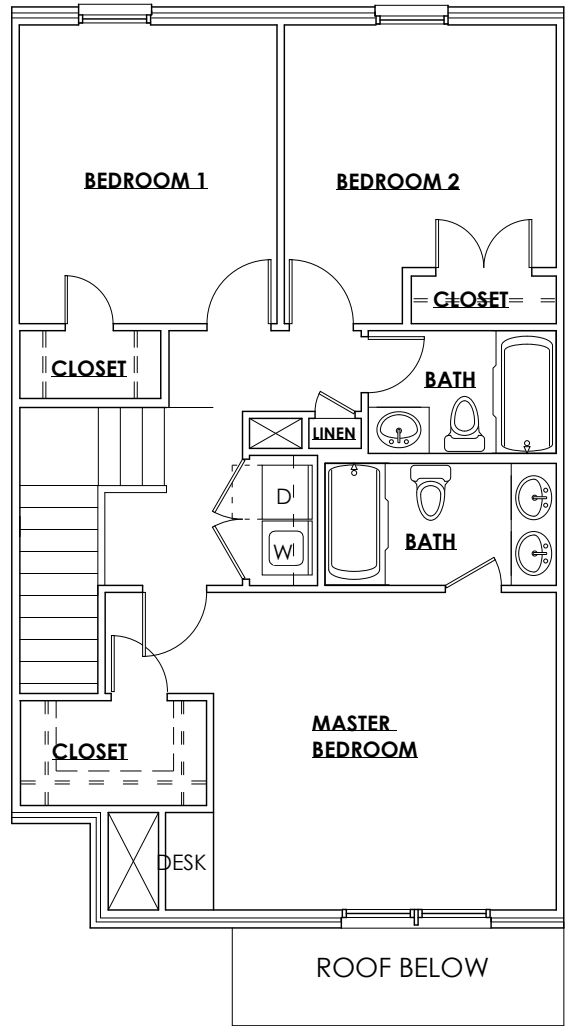 BEDROOM 1
BEDROOM 2
CLOSET
CLOSET
BATH
LINEN
D
W
BATH
MASTER
BEDROOM
CLOSET
DESK
ROOF BELOW